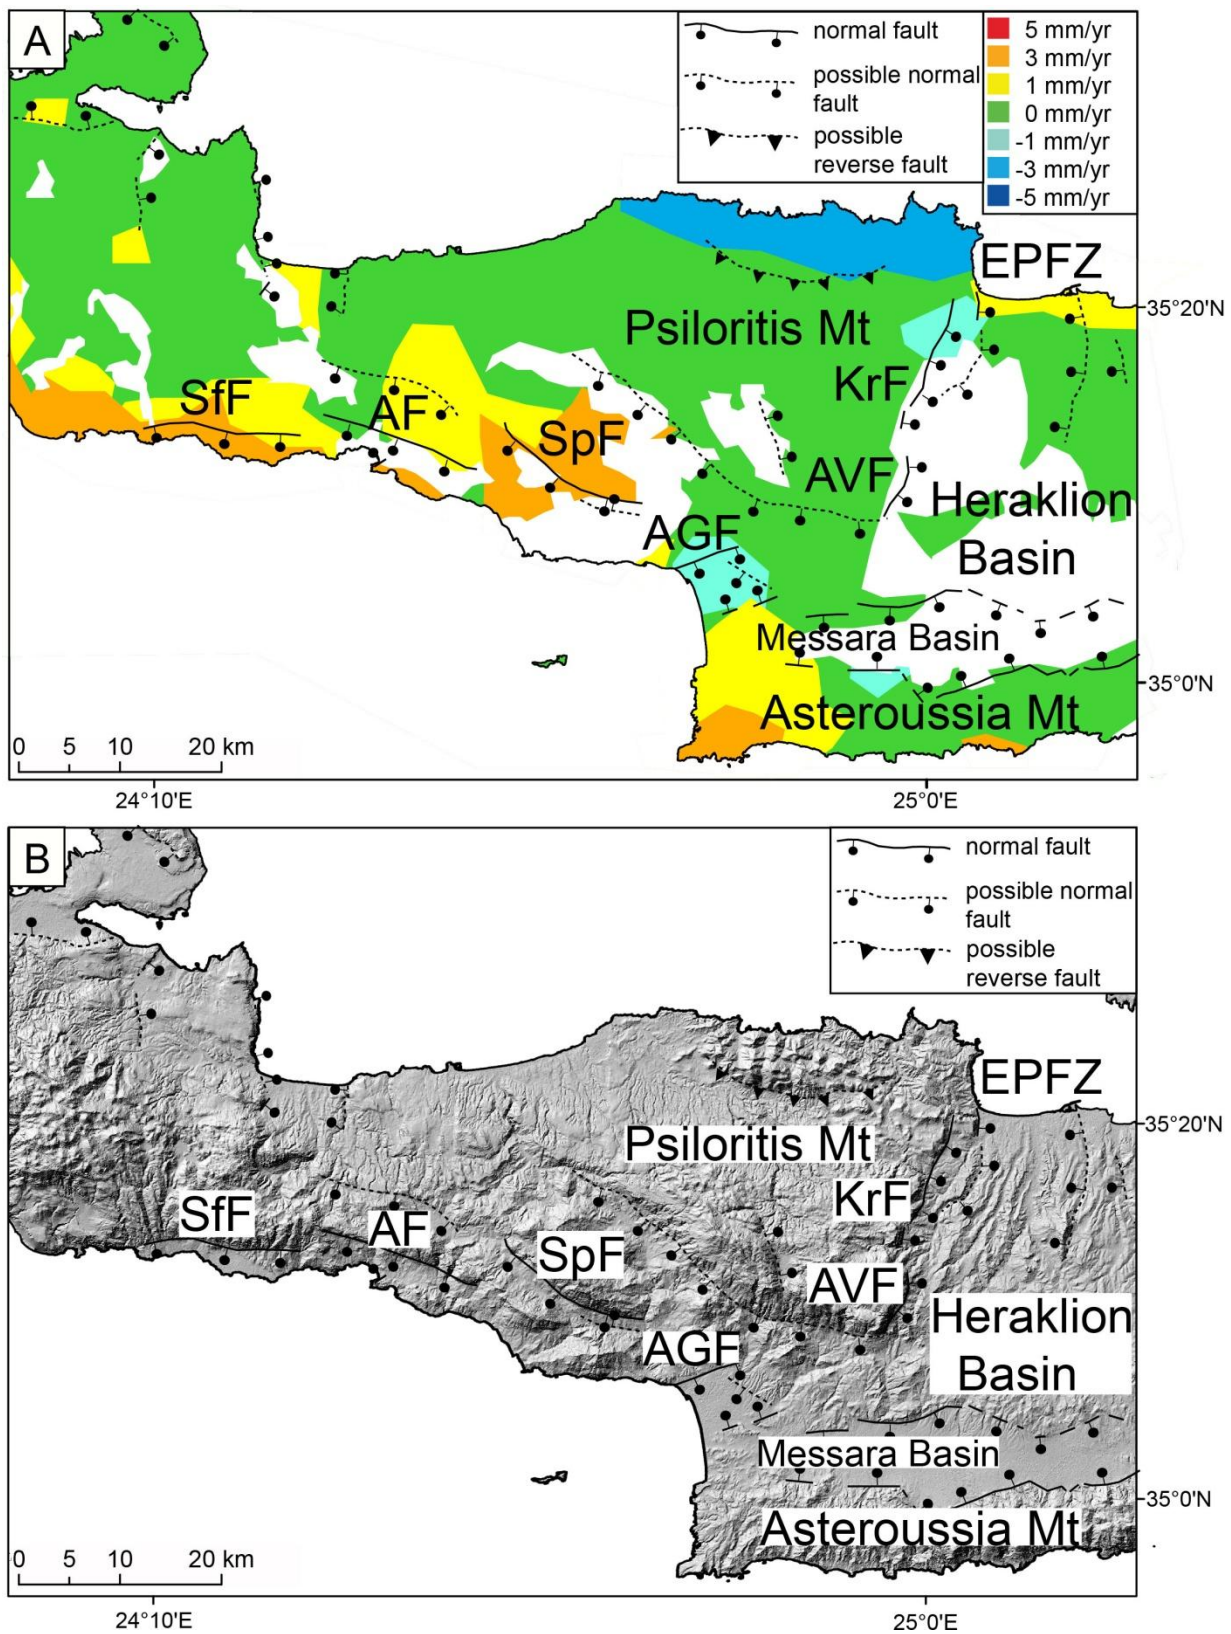 A
normal fault
possible normal
fault
possible
reverse fault
5 mm/yr
3 mm/yr
1 mm/yr
0 mm/yr
-1 mm/yr
-3 mm/yr
-5 mm/yr
EPFZ
35°20'N
Psiloritis Mt
KrF
SfF
AF
SpF
AVF
Heraklion
Basin
AGF
Messara Basin
35°0'N
Asteroussia Mt
0 5 10 20 km
24°10'E
25°0'E
B
normal fault
possible normal
fault
possible
reverse fault
EPFZ
35°20'N
Psiloritis Mt
KrF
SfF
AF
SpF
AVF
Heraklion
Basin
AGF
Messara Basin
35°0'N
Asteroussia Mt
0 5 10 20 km
24°10'E
25°0'E